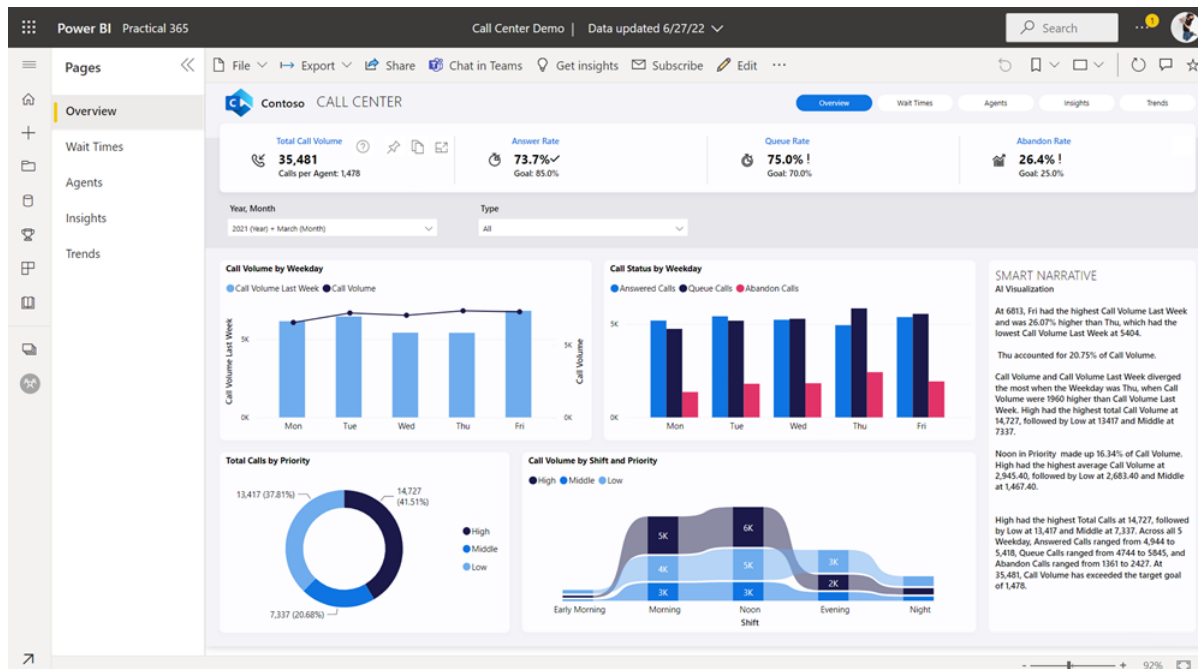 Power BI Practical 365
Call Center Demo | Data updated 6/27/22
Search
1
Pages
File Export Share Chat in Teams Get insights Subscribe Edit
Overview
Wait Times
Agents
Insights
Trends
Contoso CALL CENTER
Overview Wait Times Agents Insights Trends
Total Call Volume
35,481
Calls per Agent: 1,478
Answer Rate
73.7%
Goal: 85.0%
Queue Rate
75.0% !
Goal: 70.0%
Abandon Rate
26.4% !
Goal: 25.0%
Year, Month
2021 (Year) + March (Month)
Type
All
Call Volume by Weekday
Call Volume Last Week Call Volume
Call Volume Last Week
5K
0K
Mon Tue Wed Thu Fri
5K
0K
Call Volume
Call Status by Weekday
Answered Calls Queue Calls Abandon Calls
5K
0K
Mon Tue Wed Thu Fri
SMART NARRATIVE
AI Visualization
At 6813, Fri had the highest Call Volume Last Week
and was 26.07% higher than Thu, which had the
lowest Call Volume Last Week at 5404.
Thu accounted for 20.75% of Call Volume.
Call Volume and Call Volume Last Week diverged
the most when the Weekday was Thu, when Call
Volume were 1960 higher than Call Volume Last
Week. High had the highest total Call Volume at
14,727, followed by Low at 13417 and Middle at
7337.
Noon in Priority made up 16.34% of Call Volume.
High had the highest average Call Volume at
2,945.40, followed by Low at 2,683.40 and Middle
at 1,467.40.
High had the highest Total Calls at 14,727, followed
by Low at 13,417 and Middle at 7,337. Across all 5
Weekday, Answered Calls ranged from 4,944 to
5,418, Queue Calls ranged from 4744 to 5845, and
Abandon Calls ranged from 1361 to 2427. At
35,481, Call Volume has exceeded the target goal
of 1,478.
Total Calls by Priority
13,417 (37.81%)
14,727
(41.51%)
7,337 (20.68%)
High
Middle
Low
Call Volume by Shift and Priority
High Middle Low
5K
4K
3K
6K
5K
3K
3K
2K
Early Morning Morning Noon Evening Night
Shift
- + 92%